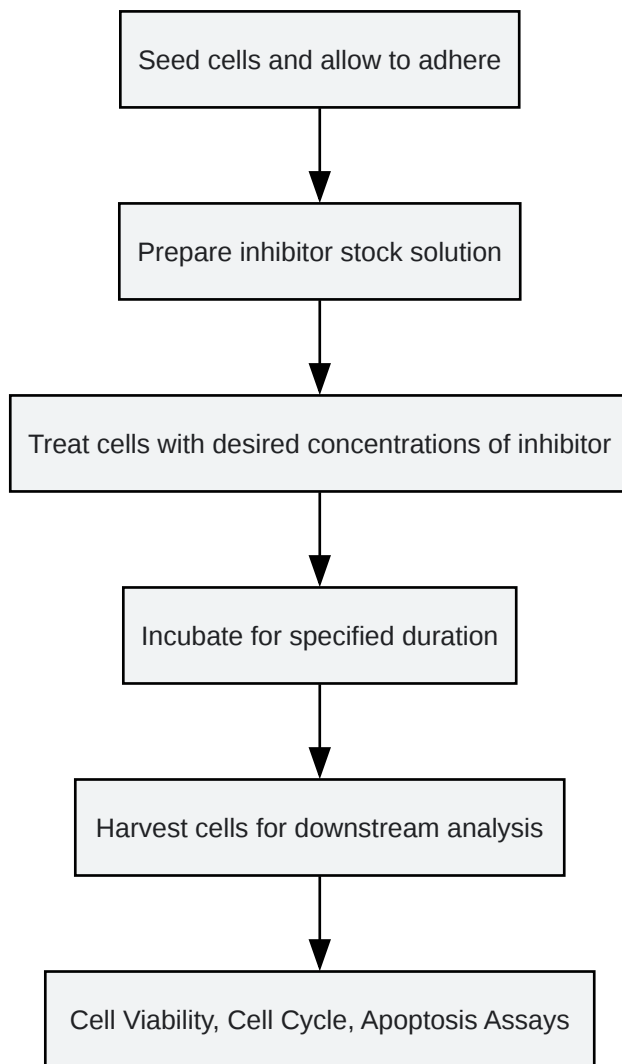 Seed cells and allow to adhere
Prepare inhibitor stock solution
Treat cells with desired concentrations of inhibitor
Incubate for specified duration
Harvest cells for downstream analysis
Cell Viability, Cell Cycle, Apoptosis Assays